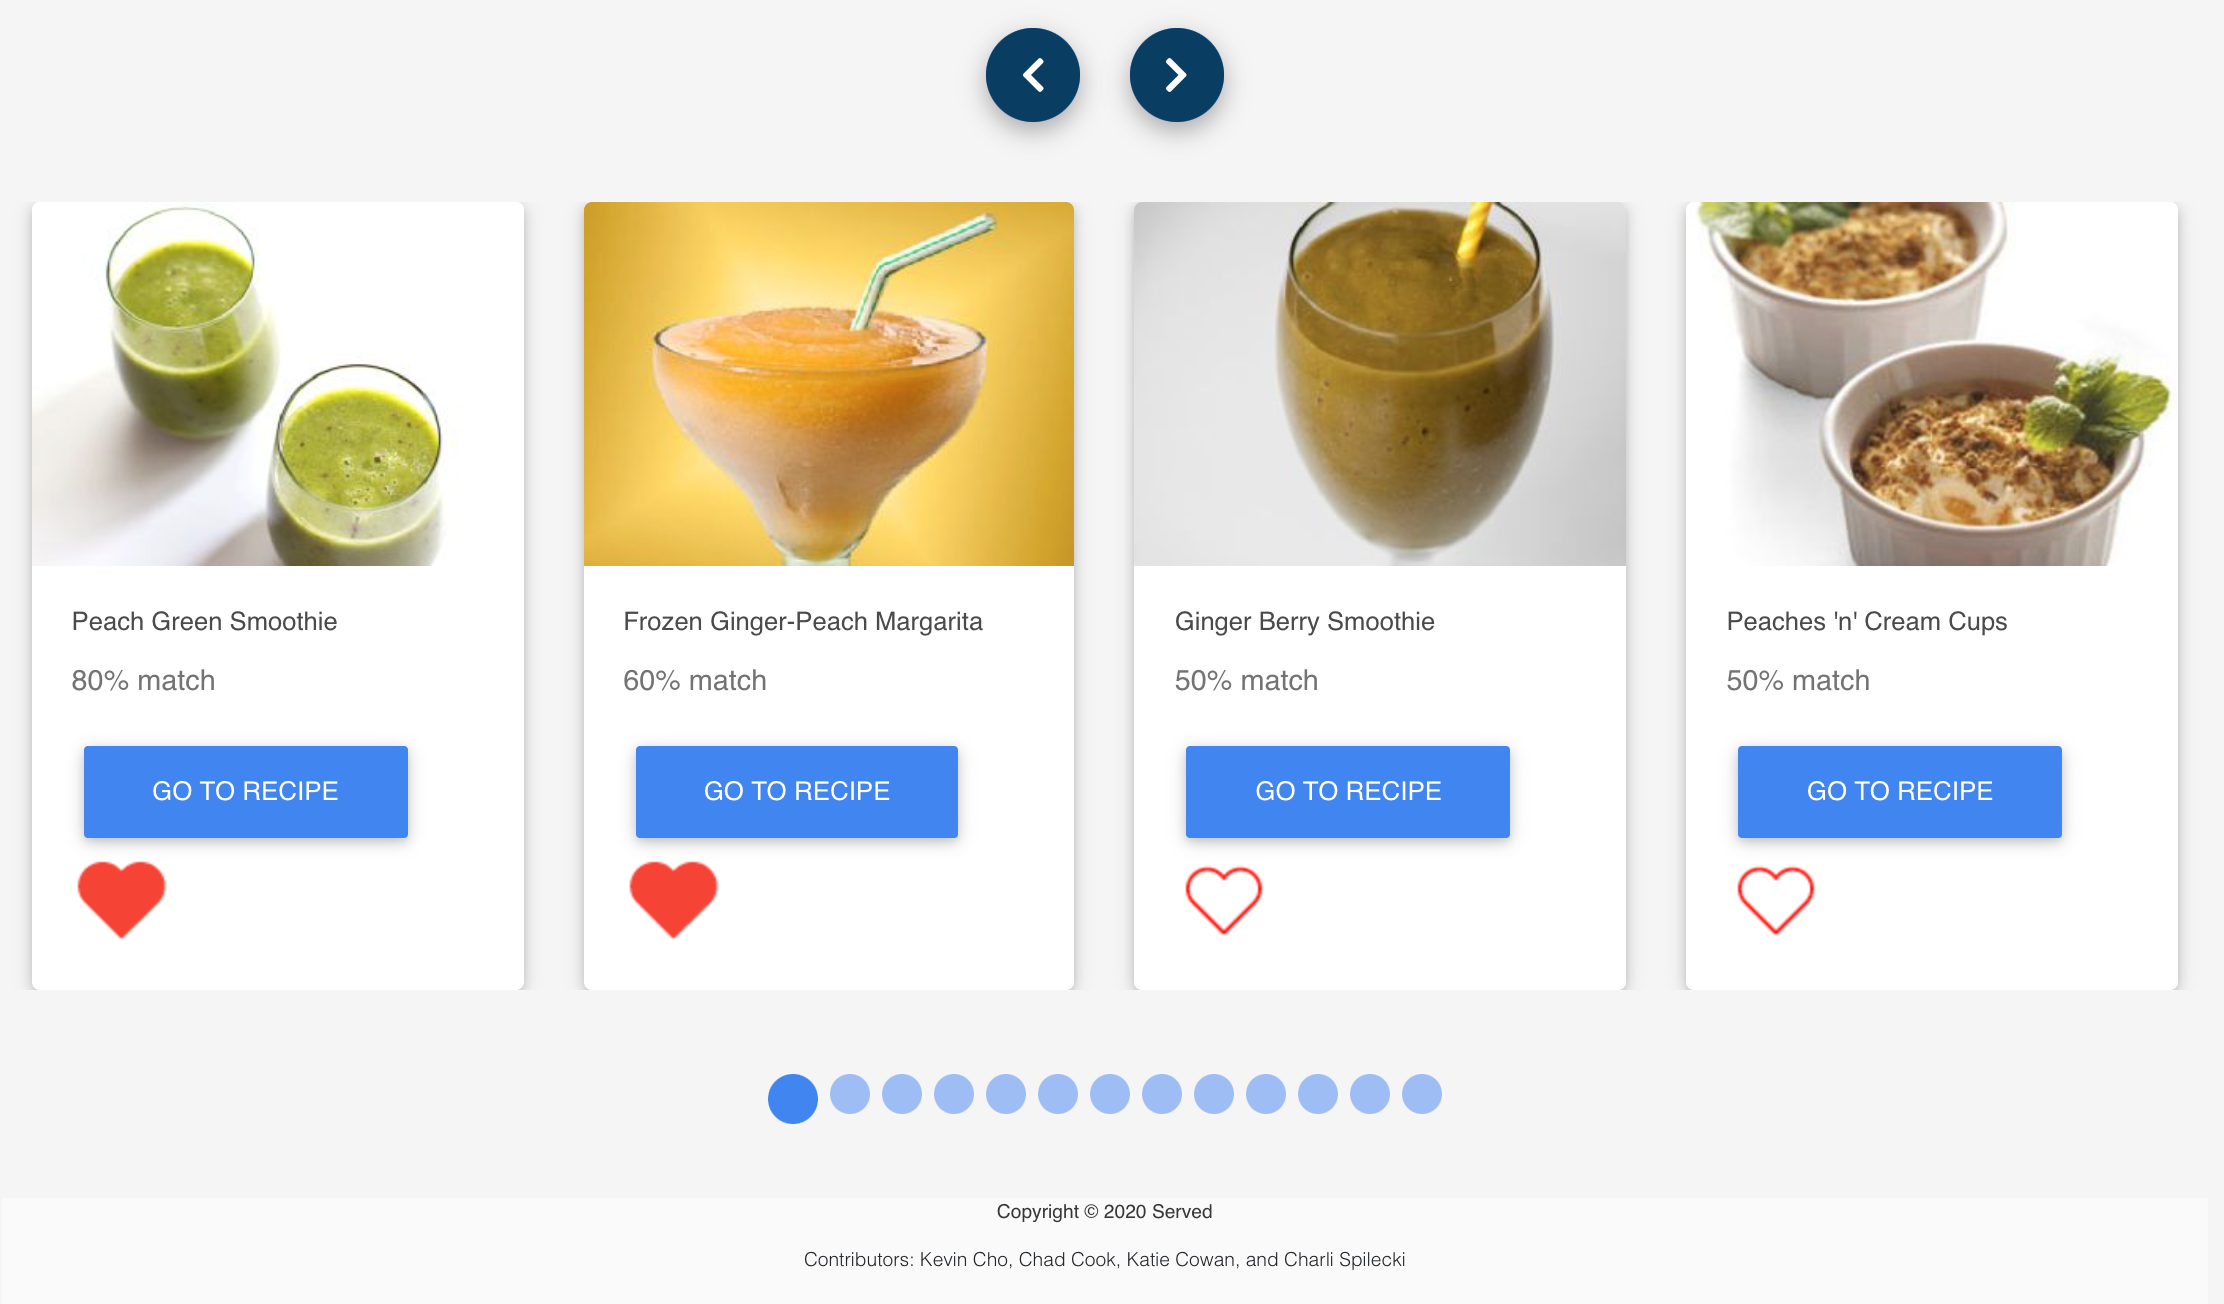 Peach Green Smoothie
80% match
GO TO RECIPE
Frozen Ginger-Peach Margarita
60% match
GO TO RECIPE
Ginger Berry Smoothie
50% match
GO TO RECIPE
Peaches 'n' Cream Cups
50% match
GO TO RECIPE
Copyright © 2020 Served
Contributors: Kevin Cho, Chad Cook, Katie Cowan, and Charli Spilecki